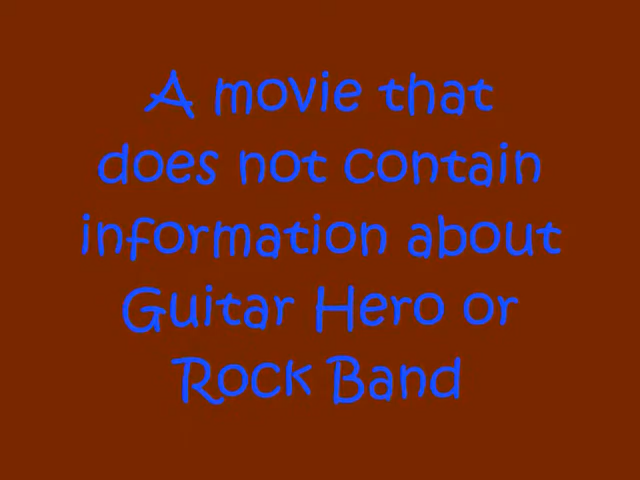 A movie that
does not contain
information about
Guitar Hero or
Rock Band